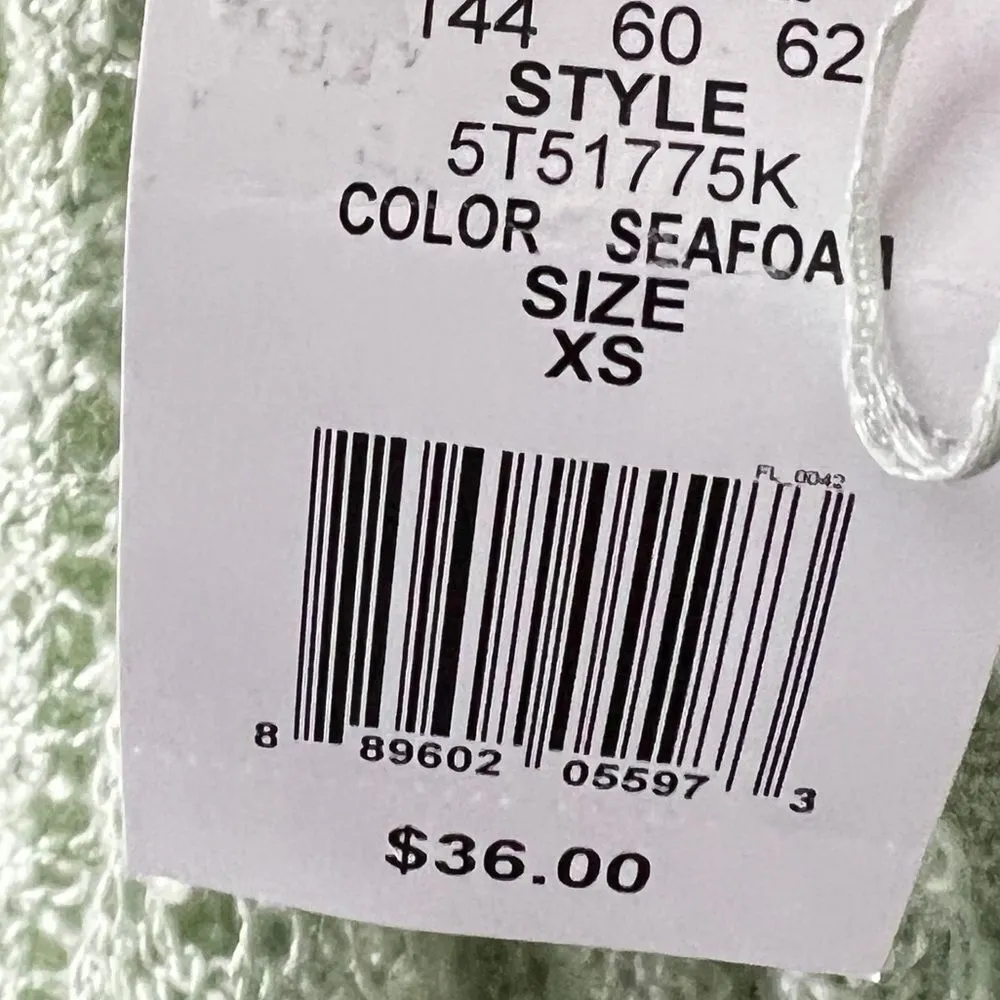 144 60 62
STYLE
5T51775K
COLOR SEAFOAM
SIZE
XS
FL_0042
8 89602 05597 3
$36.00